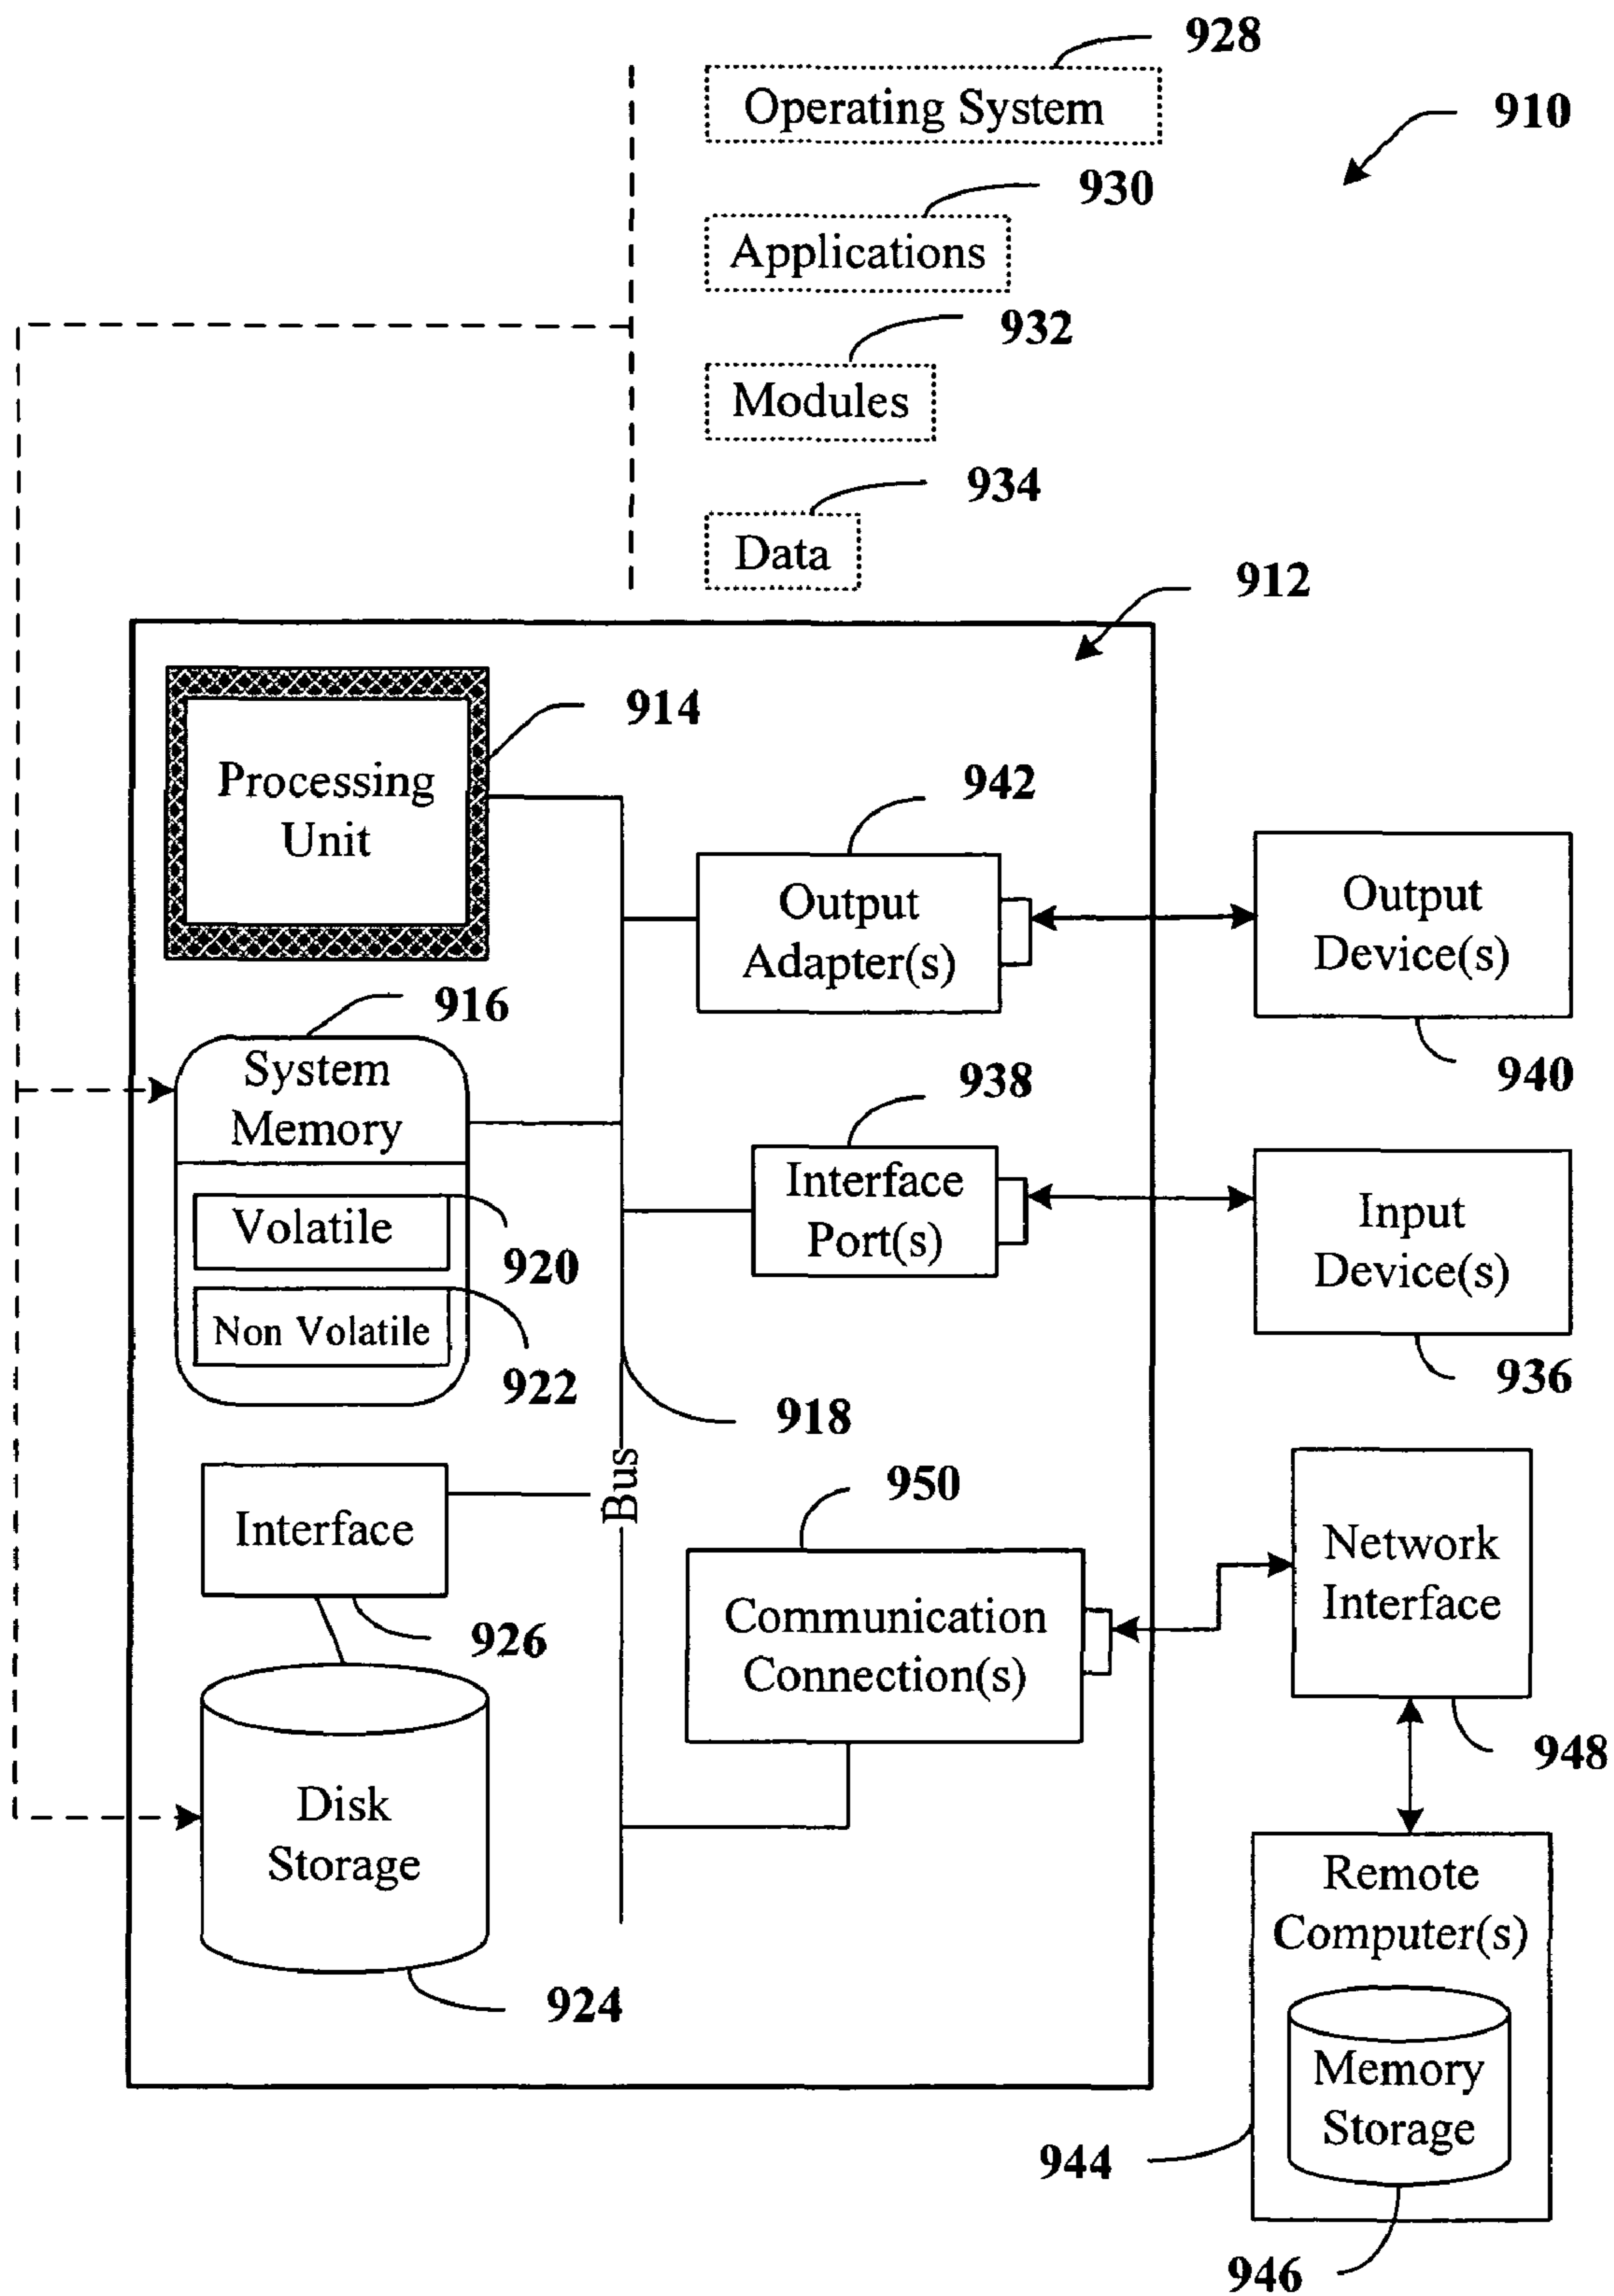 928
Operating System
910
930
Applications
932
Modules
934
Data
912
914
Processing
Unit
942
Output
Adapter(s)
Output
Device(s)
940
916
System
Memory
938
Interface
Port(s)
Input
Device(s)
936
Volatile
920
Non Volatile
922
918
Bus
950
Interface
926
Communication
Connection(s)
Network
Interface
948
Disk
Storage
924
Remote
Computer(s)
Memory
Storage
944
946